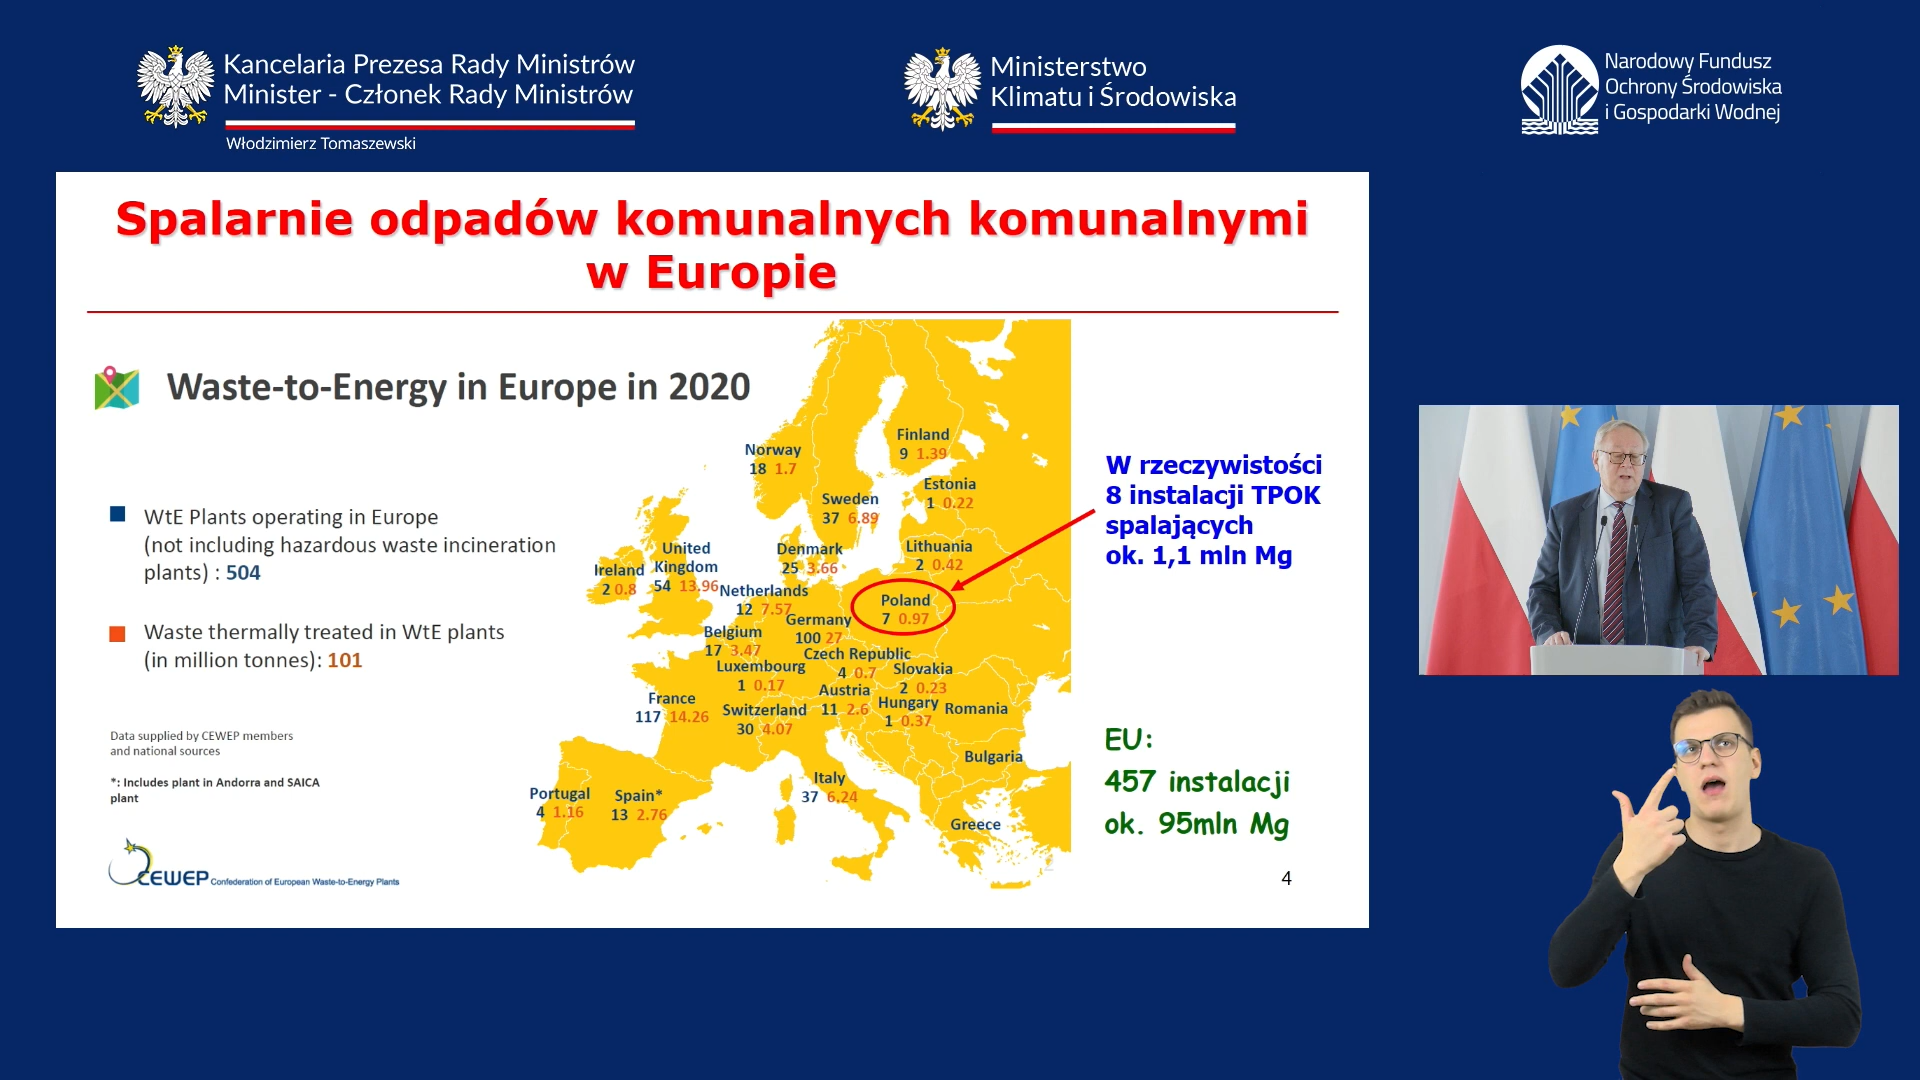 Kancelaria Prezesa Rady Ministrów
Minister - Członek Rady Ministrów
Włodzimierz Tomaszewski
Ministerstwo
Klimatu i Środowiska
Narodowy Fundusz
Ochrony Środowiska
i Gospodarki Wodnej
Spalarnie odpadów komunalnych komunalnymi
w Europie
Waste-to-Energy in Europe in 2020
WtE Plants operating in Europe
(not including hazardous waste incineration
plants) : 504
Waste thermally treated in WtE plants
(in million tonnes): 101
Data supplied by CEWEP members
and national sources
*: Includes plant in Andorra and SAICA
plant
CEWEP Confederation of European Waste-to-Energy Plants
Finland
9 1.39
Norway
18 1.7
Estonia
1 0.22
Sweden
37 6.89
Lithuania
2 0.42
Denmark
25 3.66
United
Kingdom
54 13.96
Ireland
2 0.8
Netherlands
12 7.57
Poland
7 0.97
Germany
100 27
Belgium
17 3.47
Czech Republic
4 0.7
Luxembourg
1 0.17
Slovakia
2 0.23
Austria
11 2.6
France
117 14.26
Switzerland
30 4.07
Hungary
1 0.37
Romania
Bulgaria
Italy
37 6.24
Portugal
4 1.16
Spain*
13 2.76
Greece
W rzeczywistości
8 instalacji TPOK
spalających
ok. 1,1 mln Mg
EU:
457 instalacji
ok. 95mln Mg
4